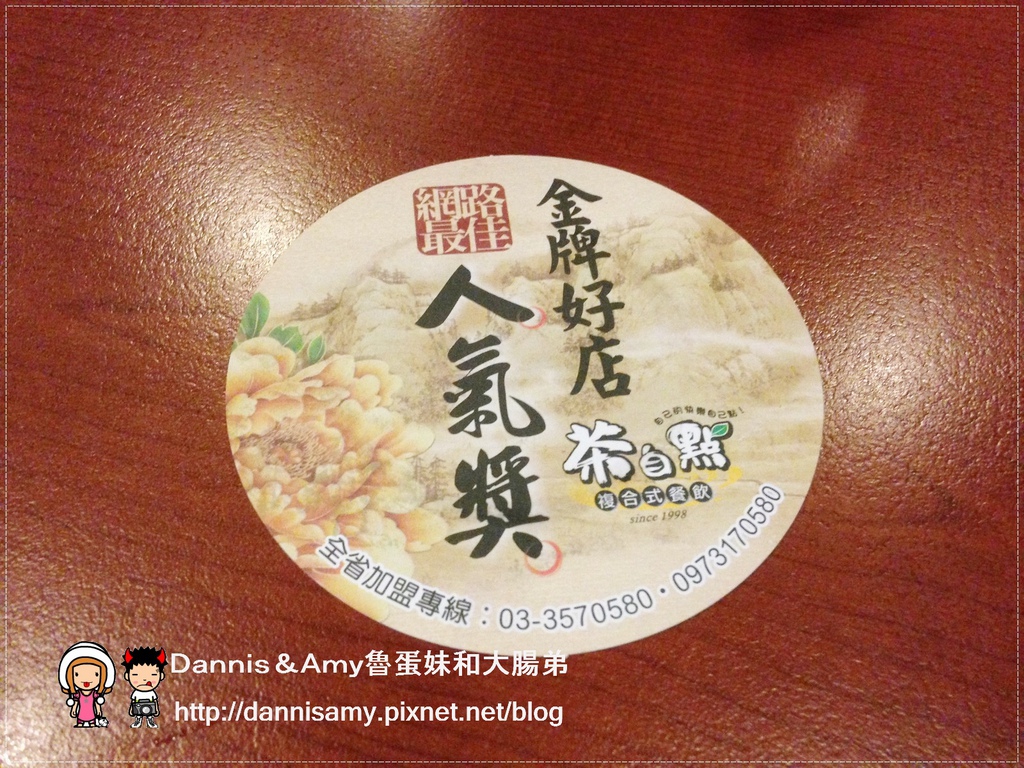 金牌好店
網路
最佳
人氣獎
自己的快樂自己點！
茶自點
複合式餐飲
since 1998
全省加盟專線：03-3570580・0973170580
Dannis＆Amy魯蛋妹和大腸弟
http://dannisamy.pixnet.net/blog